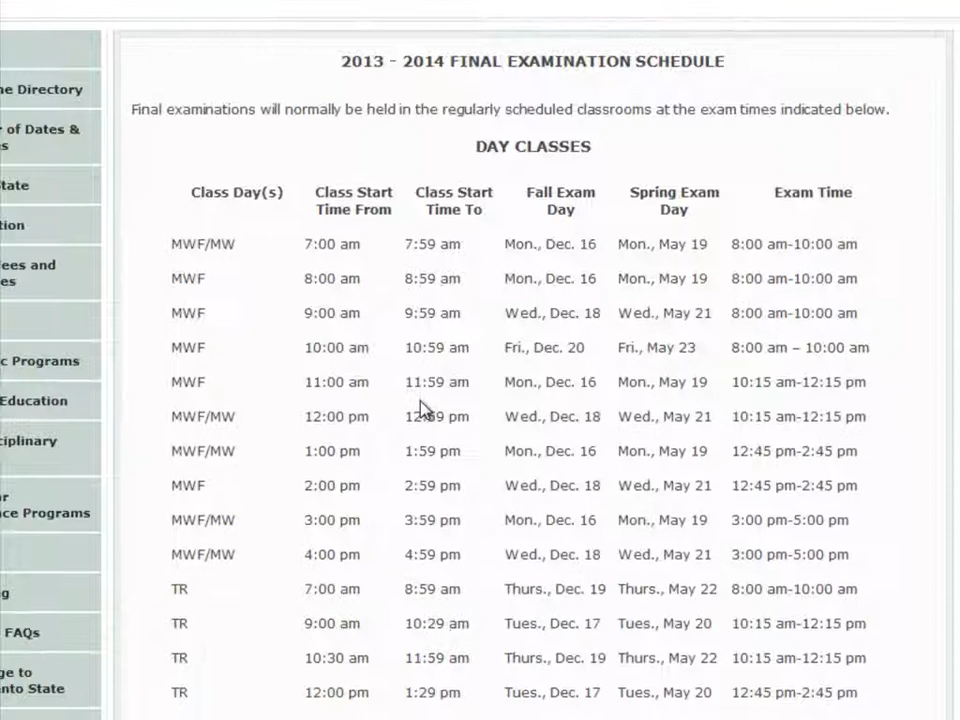 2013 - 2014 FINAL EXAMINATION SCHEDULE
Final examinations will normally be held in the regularly scheduled classrooms at the exam times indicated below.
DAY CLASSES
Class Day(s) Class Start Time From Class Start Time To Fall Exam Day Spring Exam Day Exam Time
MWF/MW 7:00 am 7:59 am Mon., Dec. 16 Mon., May 19 8:00 am-10:00 am
MWF 8:00 am 8:59 am Mon., Dec. 16 Mon., May 19 8:00 am-10:00 am
MWF 9:00 am 9:59 am Wed., Dec. 18 Wed., May 21 8:00 am-10:00 am
MWF 10:00 am 10:59 am Fri., Dec. 20 Fri., May 23 8:00 am – 10:00 am
MWF 11:00 am 11:59 am Mon., Dec. 16 Mon., May 19 10:15 am-12:15 pm
MWF/MW 12:00 pm 12:59 pm Wed., Dec. 18 Wed., May 21 10:15 am-12:15 pm
MWF/MW 1:00 pm 1:59 pm Mon., Dec. 16 Mon., May 19 12:45 pm-2:45 pm
MWF 2:00 pm 2:59 pm Wed., Dec. 18 Wed., May 21 12:45 pm-2:45 pm
MWF/MW 3:00 pm 3:59 pm Mon., Dec. 16 Mon., May 19 3:00 pm-5:00 pm
MWF/MW 4:00 pm 4:59 pm Wed., Dec. 18 Wed., May 21 3:00 pm-5:00 pm
TR 7:00 am 8:59 am Thurs., Dec. 19 Thurs., May 22 8:00 am-10:00 am
TR 9:00 am 10:29 am Tues., Dec. 17 Tues., May 20 10:15 am-12:15 pm
TR 10:30 am 11:59 am Thurs., Dec. 19 Thurs., May 22 10:15 am-12:15 pm
TR 12:00 pm 1:29 pm Tues., Dec. 17 Tues., May 20 12:45 pm-2:45 pm
ne Directory
of Dates &
s
tate
tion
ees and
es
c Programs
Education
ciplinary
r
nce Programs
g
FAQs
ge to
nto State